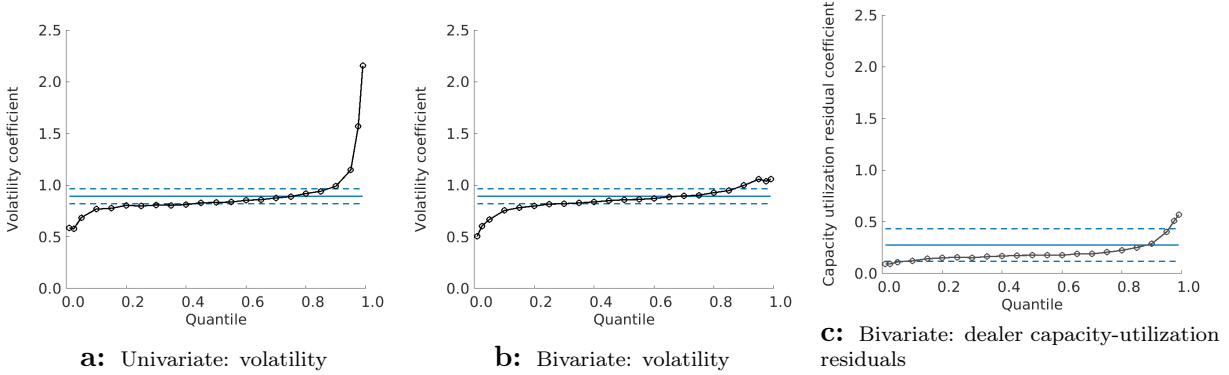 2.5
2.0
1.5
1.0
0.5
0.0
Volatility coefficient
0.0 0.2 0.4 0.6 0.8 1.0
Quantile
a: Univariate: volatility
2.5
2.0
1.5
1.0
0.5
0.0
Volatility coefficient
0.0 0.2 0.4 0.6 0.8 1.0
Quantile
b: Bivariate: volatility
2.5
2.0
1.5
1.0
0.5
0.0
Capacity utilization residual coefficient
0.0 0.2 0.4 0.6 0.8 1.0
Quantile
c: Bivariate: dealer capacity-utilization
residuals